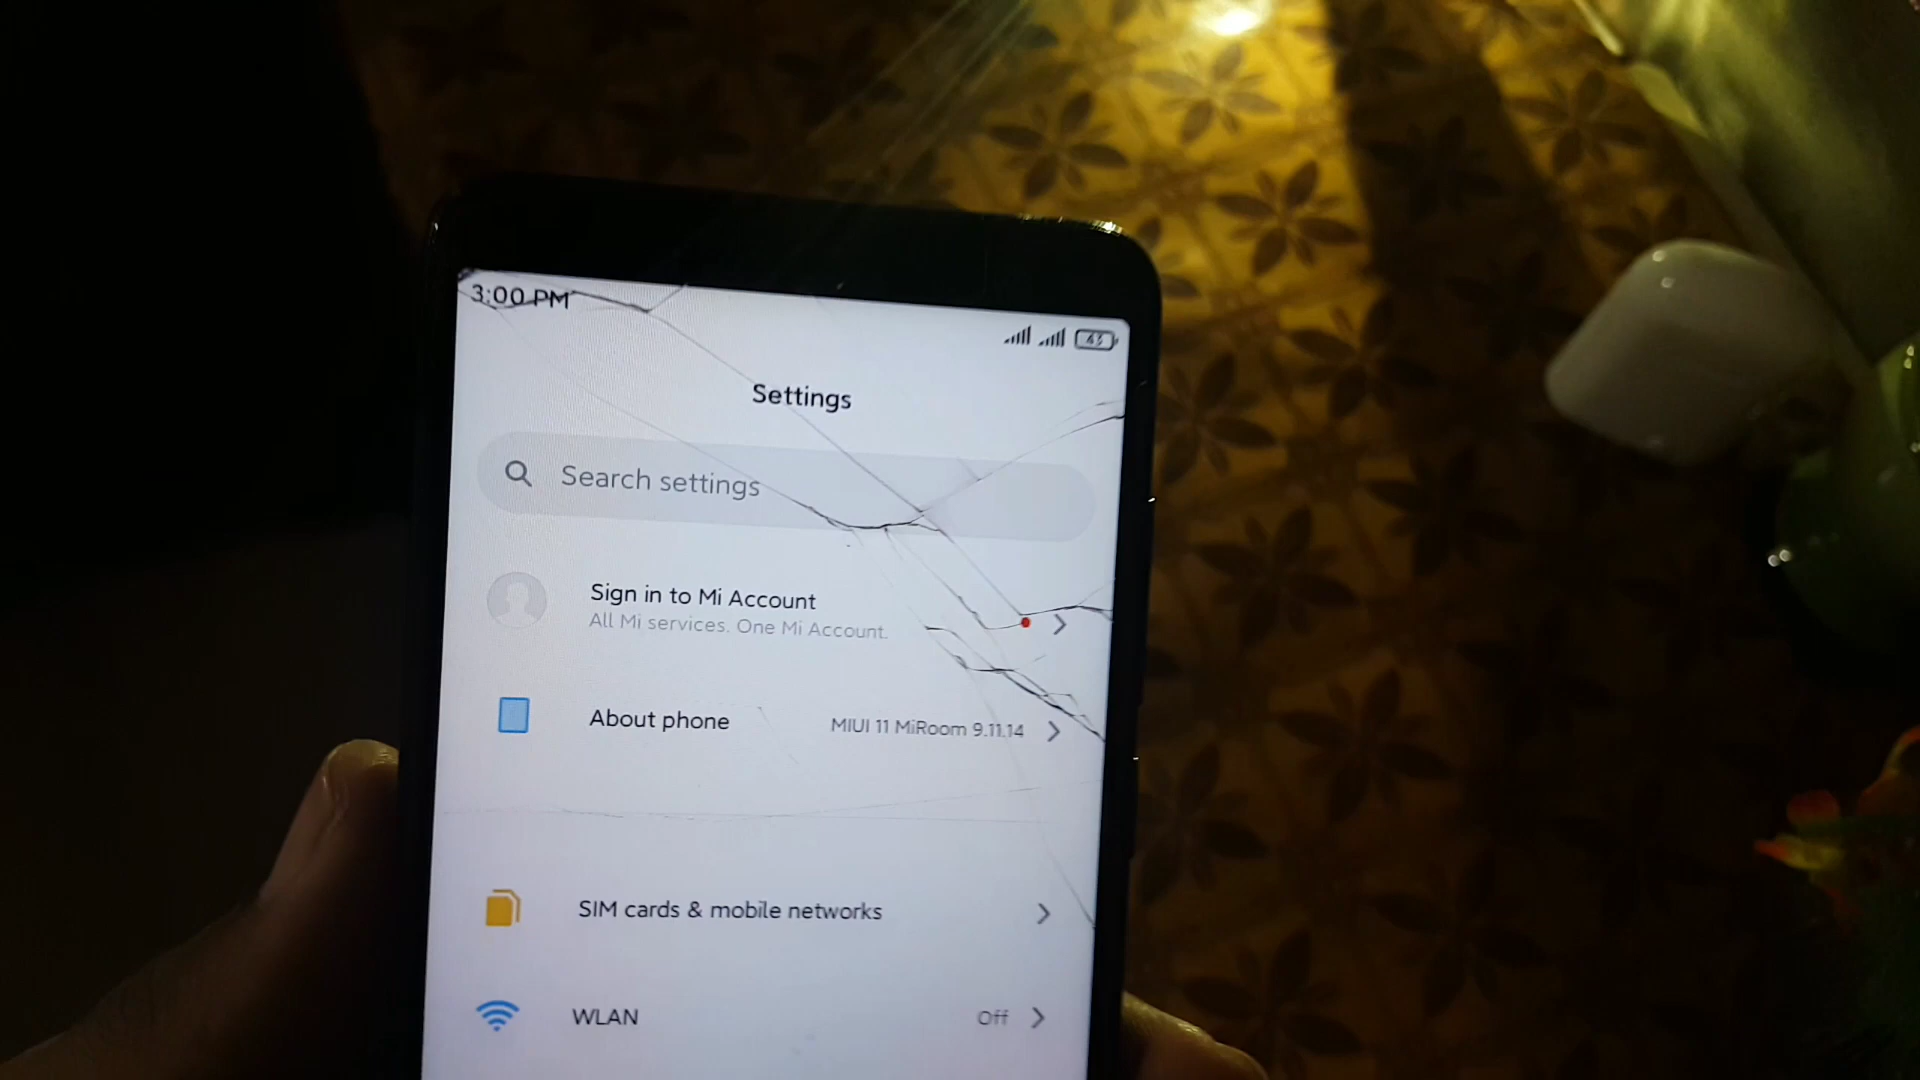 3:00 PM
43
Settings
Search settings
Sign in to Mi Account
All Mi services. One Mi Account.
About phone
MIUI 11 MiRoom 9.11.14
SIM cards & mobile networks
WLAN
Off